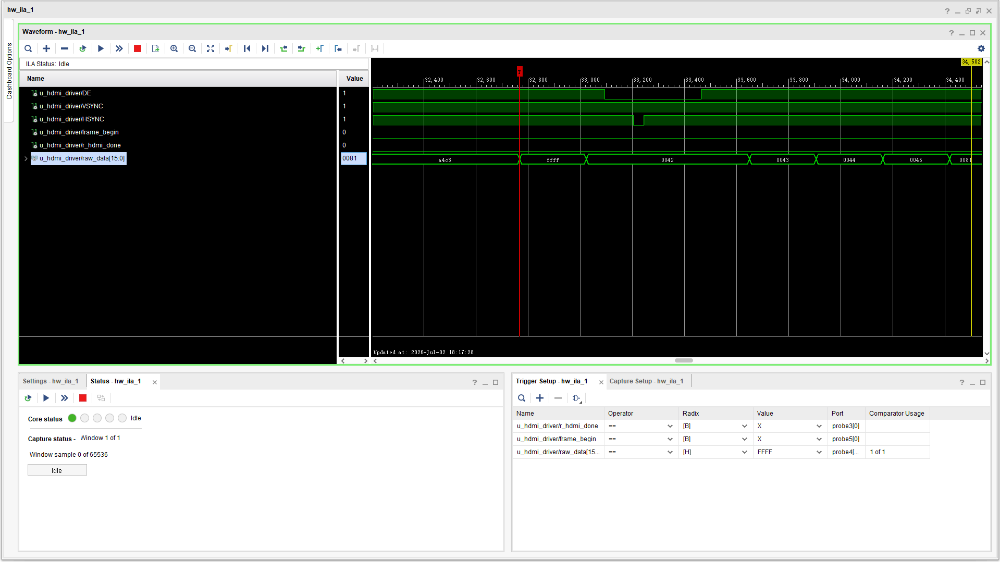 hw_ila_1
Dashboard Options
Waveform - hw_ila_1
ILA Status: Idle
34,502
Name
Value
T
32,400
32,600
32,800
33,000
33,200
33,400
33,600
33,800
34,000
34,200
34,400
u_hdmi_driver/DE
1
u_hdmi_driver/VSYNC
1
u_hdmi_driver/HSYNC
1
u_hdmi_driver/frame_begin
0
u_hdmi_driver/r_hdmi_done
0
u_hdmi_driver/raw_data[15:0]
0081
a4c3
ffff
0042
0043
0044
0045
0081
Updated at: 2026-Jul-02 18:17:28
Settings - hw_ila_1
Status - hw_ila_1
Core status
Idle
Capture status - Window 1 of 1
Window sample 0 of 65536
Idle
Trigger Setup - hw_ila_1
Capture Setup - hw_ila_1
Name Operator Radix Value Port Comparator Usage
u_hdmi_driver/r_hdmi_done == [B] X probe3[0]
u_hdmi_driver/frame_begin == [B] X probe5[0]
u_hdmi_driver/raw_data[15... == [H] FFFF probe4[... 1 of 1